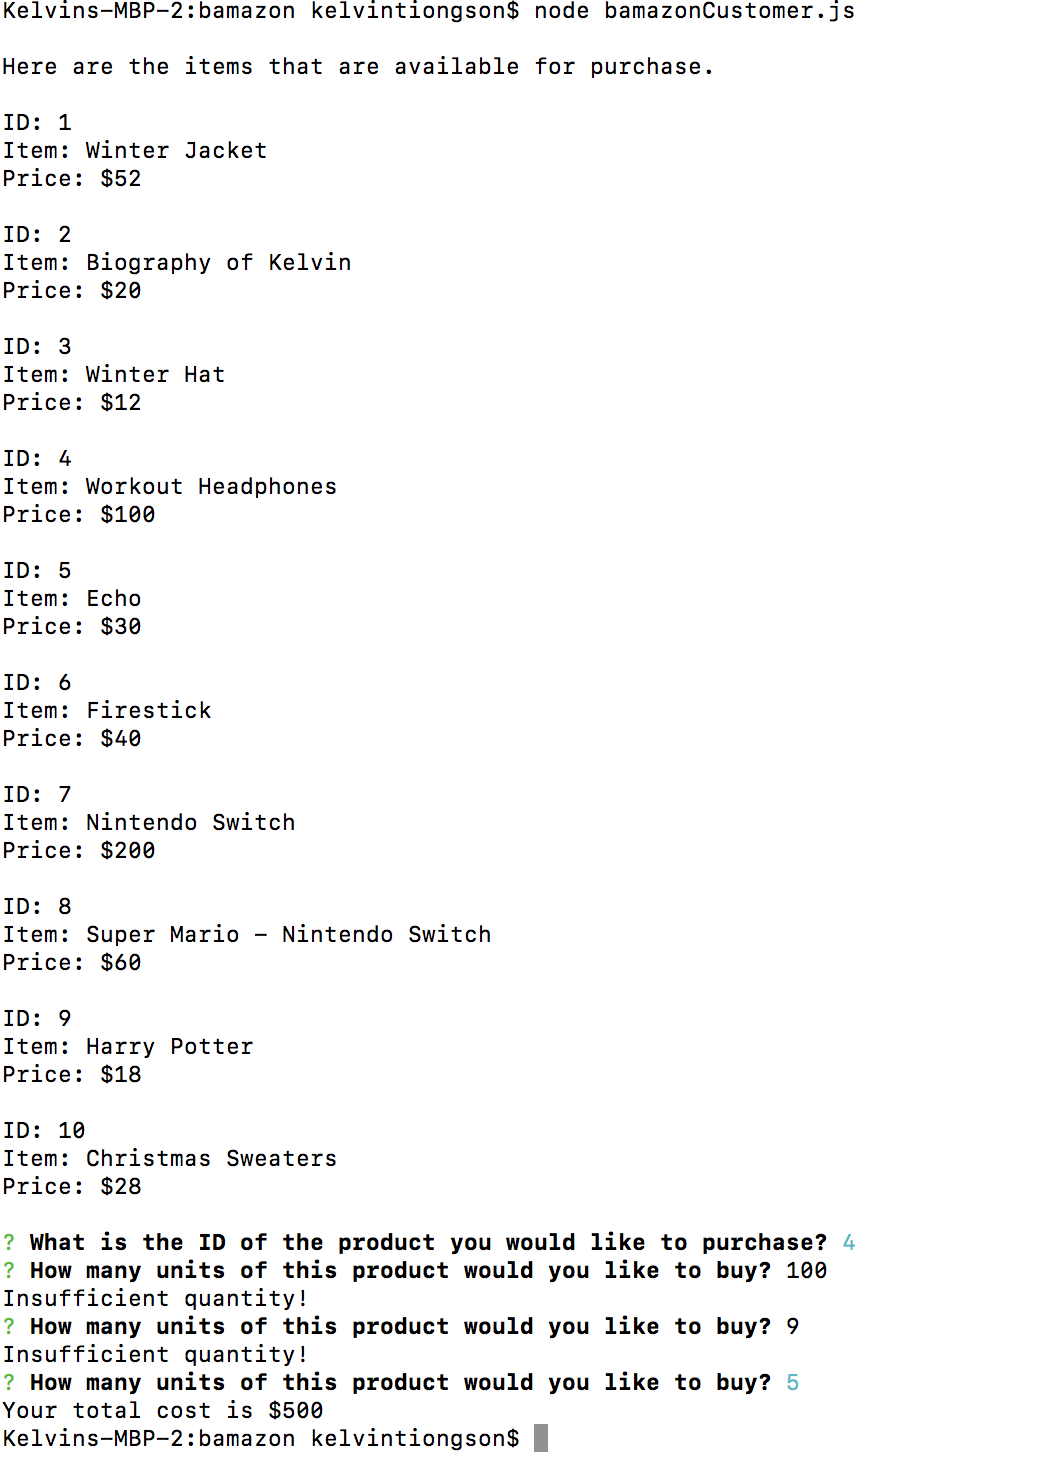 Kelvins-MBP-2:bamazon kelvintiongson$ node bamazonCustomer.js
Here are the items that are available for purchase.
ID: 1
Item: Winter Jacket
Price: $52
ID: 2
Item: Biography of Kelvin
Price: $20
ID: 3
Item: Winter Hat
Price: $12
ID: 4
Item: Workout Headphones
Price: $100
ID: 5
Item: Echo
Price: $30
ID: 6
Item: Firestick
Price: $40
ID: 7
Item: Nintendo Switch
Price: $200
ID: 8
Item: Super Mario – Nintendo Switch
Price: $60
ID: 9
Item: Harry Potter
Price: $18
ID: 10
Item: Christmas Sweaters
Price: $28
? What is the ID of the product you would like to purchase? 4
? How many units of this product would you like to buy? 100
Insufficient quantity!
? How many units of this product would you like to buy? 9
Insufficient quantity!
? How many units of this product would you like to buy? 5
Your total cost is $500
Kelvins-MBP-2:bamazon kelvintiongson$